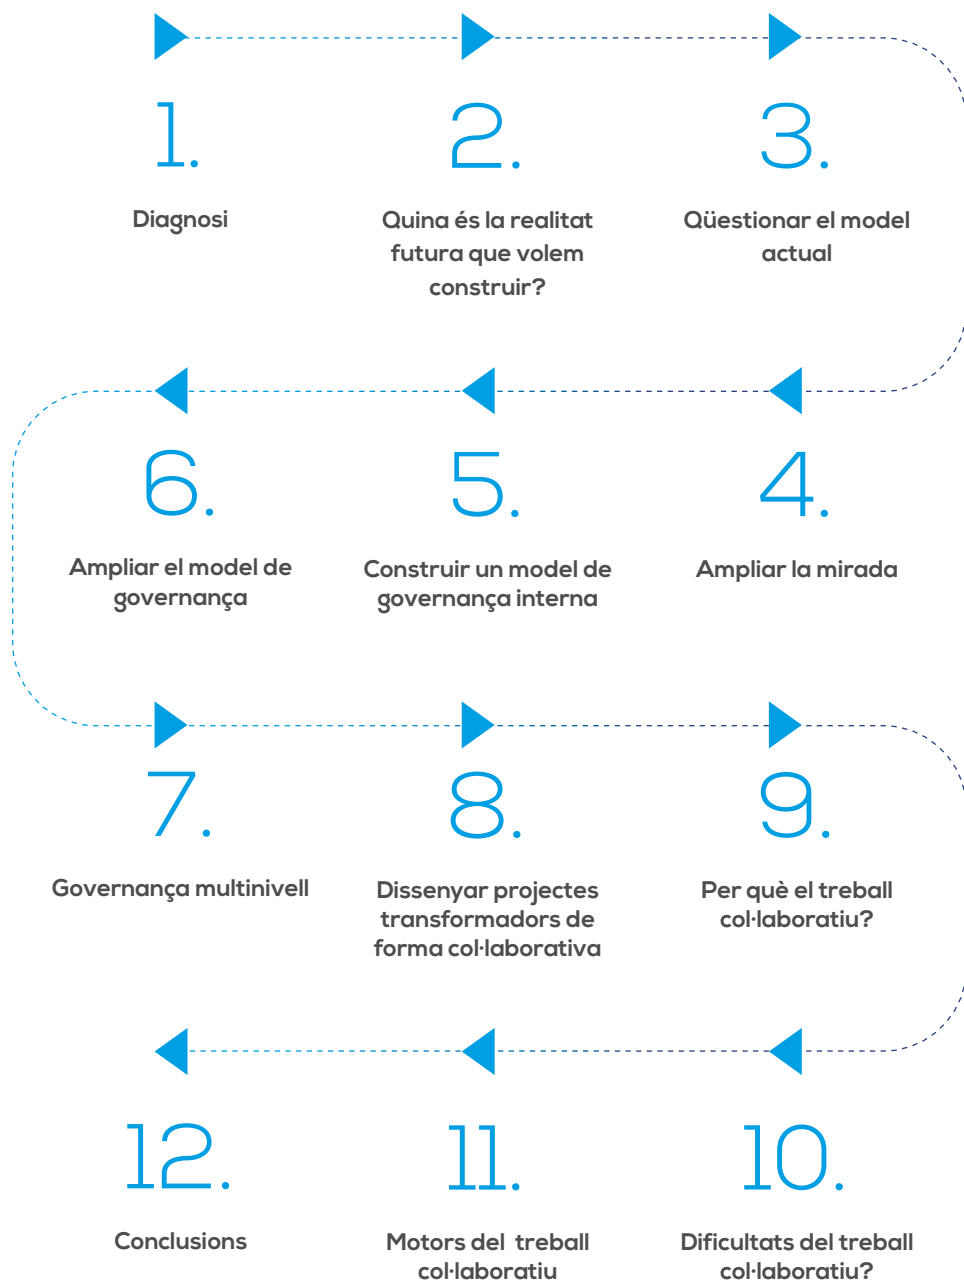 1.
Diagnosi
2.
Quina és la realitat
futura que volem
construir?
3.
Qüestionar el model
actual
4.
Ampliar la mirada
5.
Construir un model de
governança interna
6.
Ampliar el model de
governança
7.
Governança multinivell
8.
Dissenyar projectes
transformadors de
forma col·laborativa
9.
Per què el treball
col·laboratiu?
10.
Dificultats del treball
col·laboratiu?
11.
Motors del treball
col·laboratiu
12.
Conclusions